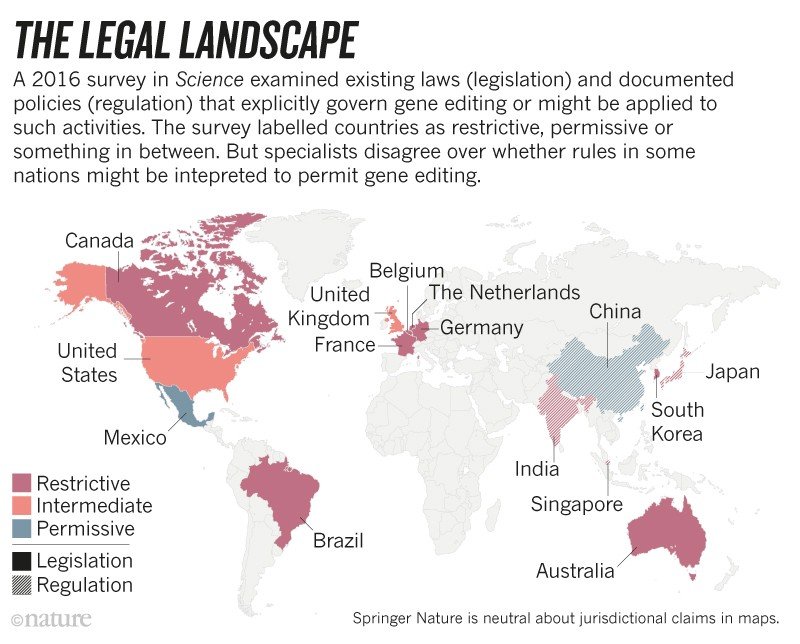 THE LEGAL LANDSCAPE
A 2016 survey in Science examined existing laws (legislation) and documented
policies (regulation) that explicitly govern gene editing or might be applied to
such activities. The survey labelled countries as restrictive, permissive or
something in between. But specialists disagree over whether rules in some
nations might be intepreted to permit gene editing.
Canada
Belgium
United
Kingdom
The Netherlands
China
Germany
France
United
States
Japan
Mexico
South
Korea
India
Singapore
Brazil
Australia
Restrictive
Intermediate
Permissive
Legislation
Regulation
©nature
Springer Nature is neutral about jurisdictional claims in maps.